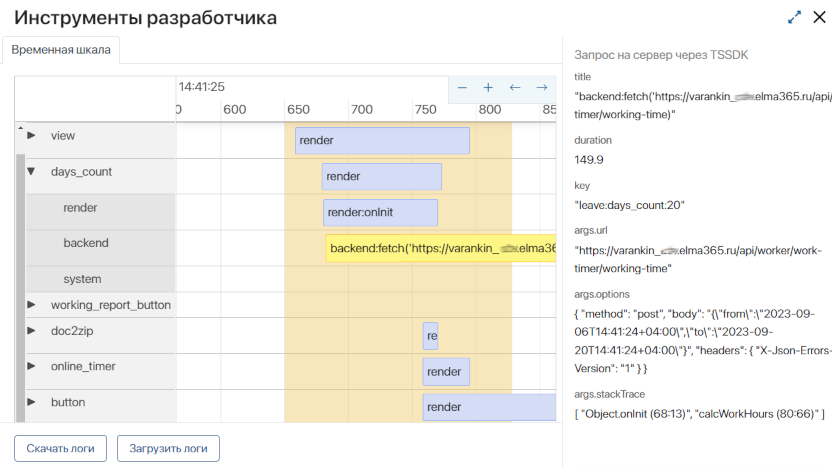 Инструменты разработчика
Временная шкала
14:41:25
− + ← →
0 600 650 700 750 800 85
view
render
days_count
render
render
render:onInit
backend
backend:fetch('https://varankin_ .elma36
system
working_report_button
doc2zip
re
online_timer
render
button
render
Скачать логи
Загрузить логи
Запрос на сервер через TSSDK
title
"backend:fetch('https://varankin_ .elma365.ru/api/
timer/working-time)"
duration
149.9
key
"leave:days_count:20"
args.url
"https://varankin_ .elma365.ru/api/worker/work-
timer/working-time"
args.options
{ "method": "post", "body": "{\"from\":\"2023-09-
06T14:41:24+04:00\",\"to\":\"2023-09-
20T14:41:24+04:00\"}", "headers": { "X-Json-Errors-
Version": "1" } }
args.stackTrace
[ "Object.onInit (68:13)", "calcWorkHours (80:66)" ]